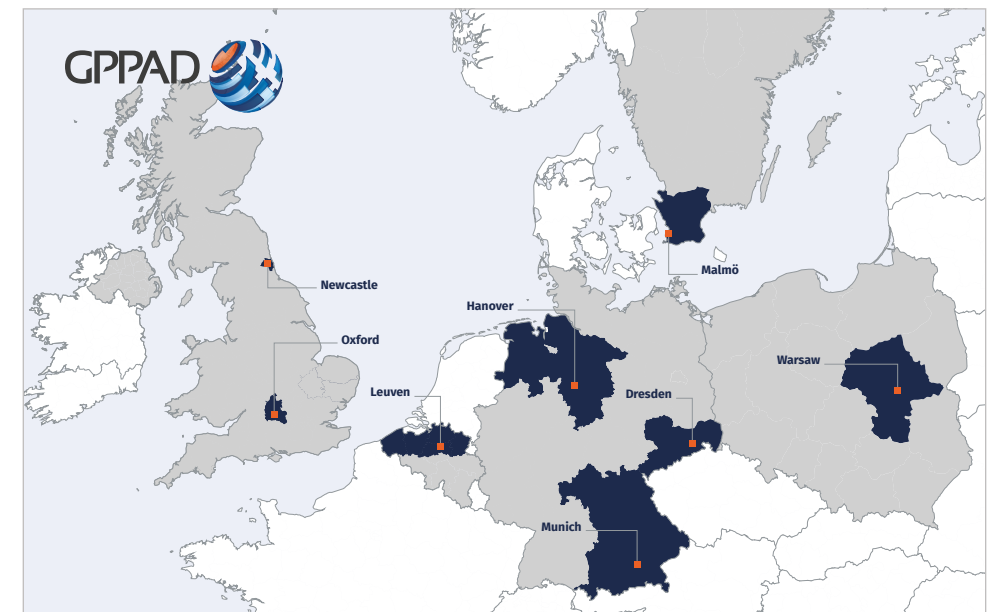 GPPAD
Malmö
Newcastle
Hanover
Oxford
Warsaw
Leuven
Dresden
Munich